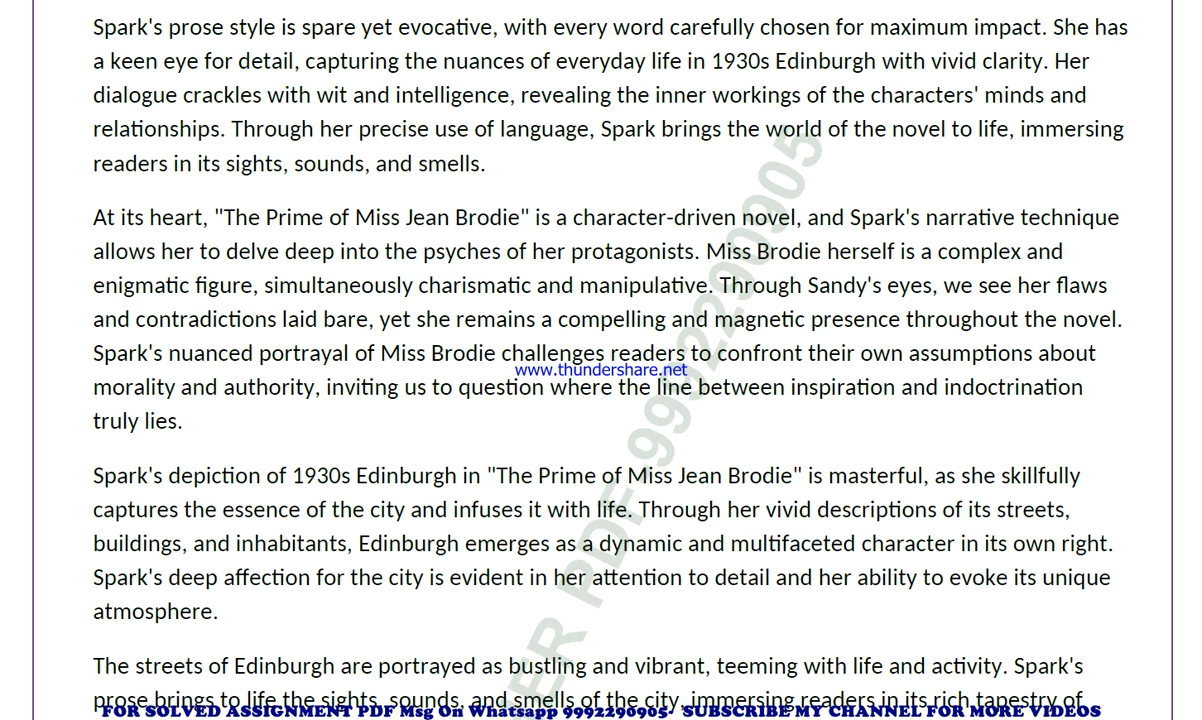 Spark's prose style is spare yet evocative, with every word carefully chosen for maximum impact. She has
a keen eye for detail, capturing the nuances of everyday life in 1930s Edinburgh with vivid clarity. Her
dialogue crackles with wit and intelligence, revealing the inner workings of the characters' minds and
relationships. Through her precise use of language, Spark brings the world of the novel to life, immersing
readers in its sights, sounds, and smells.
At its heart, "The Prime of Miss Jean Brodie" is a character-driven novel, and Spark's narrative technique
allows her to delve deep into the psyches of her protagonists. Miss Brodie herself is a complex and
enigmatic figure, simultaneously charismatic and manipulative. Through Sandy's eyes, we see her flaws
and contradictions laid bare, yet she remains a compelling and magnetic presence throughout the novel.
Spark's nuanced portrayal of Miss Brodie challenges readers to confront their own assumptions about
www.thundershare.net
morality and authority, inviting us to question where the line between inspiration and indoctrination
truly lies.
Spark's depiction of 1930s Edinburgh in "The Prime of Miss Jean Brodie" is masterful, as she skillfully
captures the essence of the city and infuses it with life. Through her vivid descriptions of its streets,
buildings, and inhabitants, Edinburgh emerges as a dynamic and multifaceted character in its own right.
Spark's deep affection for the city is evident in her attention to detail and her ability to evoke its unique
atmosphere.
The streets of Edinburgh are portrayed as bustling and vibrant, teeming with life and activity. Spark's
prose brings to life the sights, sounds, and smells of the city, immersing readers in its rich tapestry of
FOR SOLVED ASSIGNMENT PDF Msg On Whatsapp 9992290905- SUBSCRIBE MY CHANNEL FOR MORE VIDEOS
ER PDF 9992290905